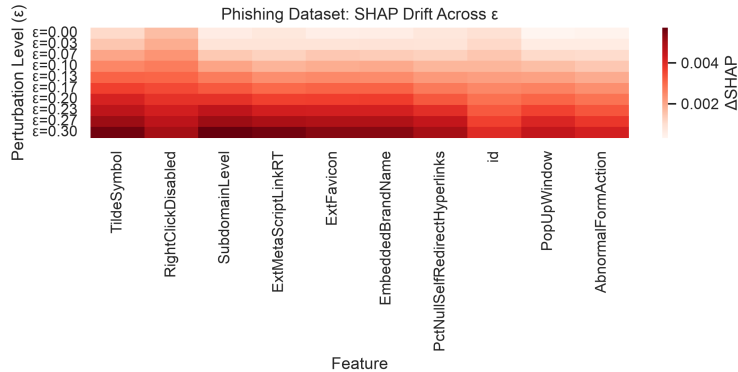 Phishing Dataset: SHAP Drift Across ε
Perturbation Level (ε)
ε=0.00
ε=0.03
ε=0.07
ε=0.10
ε=0.13
ε=0.17
ε=0.20
ε=0.23
ε=0.27
ε=0.30
TildeSymbol
RightClickDisabled
SubdomainLevel
ExtMetaScriptLinkRT
ExtFavicon
EmbeddedBrandName
PctNullSelfRedirectHyperlinks
id
PopUpWindow
AbnormalFormAction
Feature
0.004
0.002
ΔSHAP